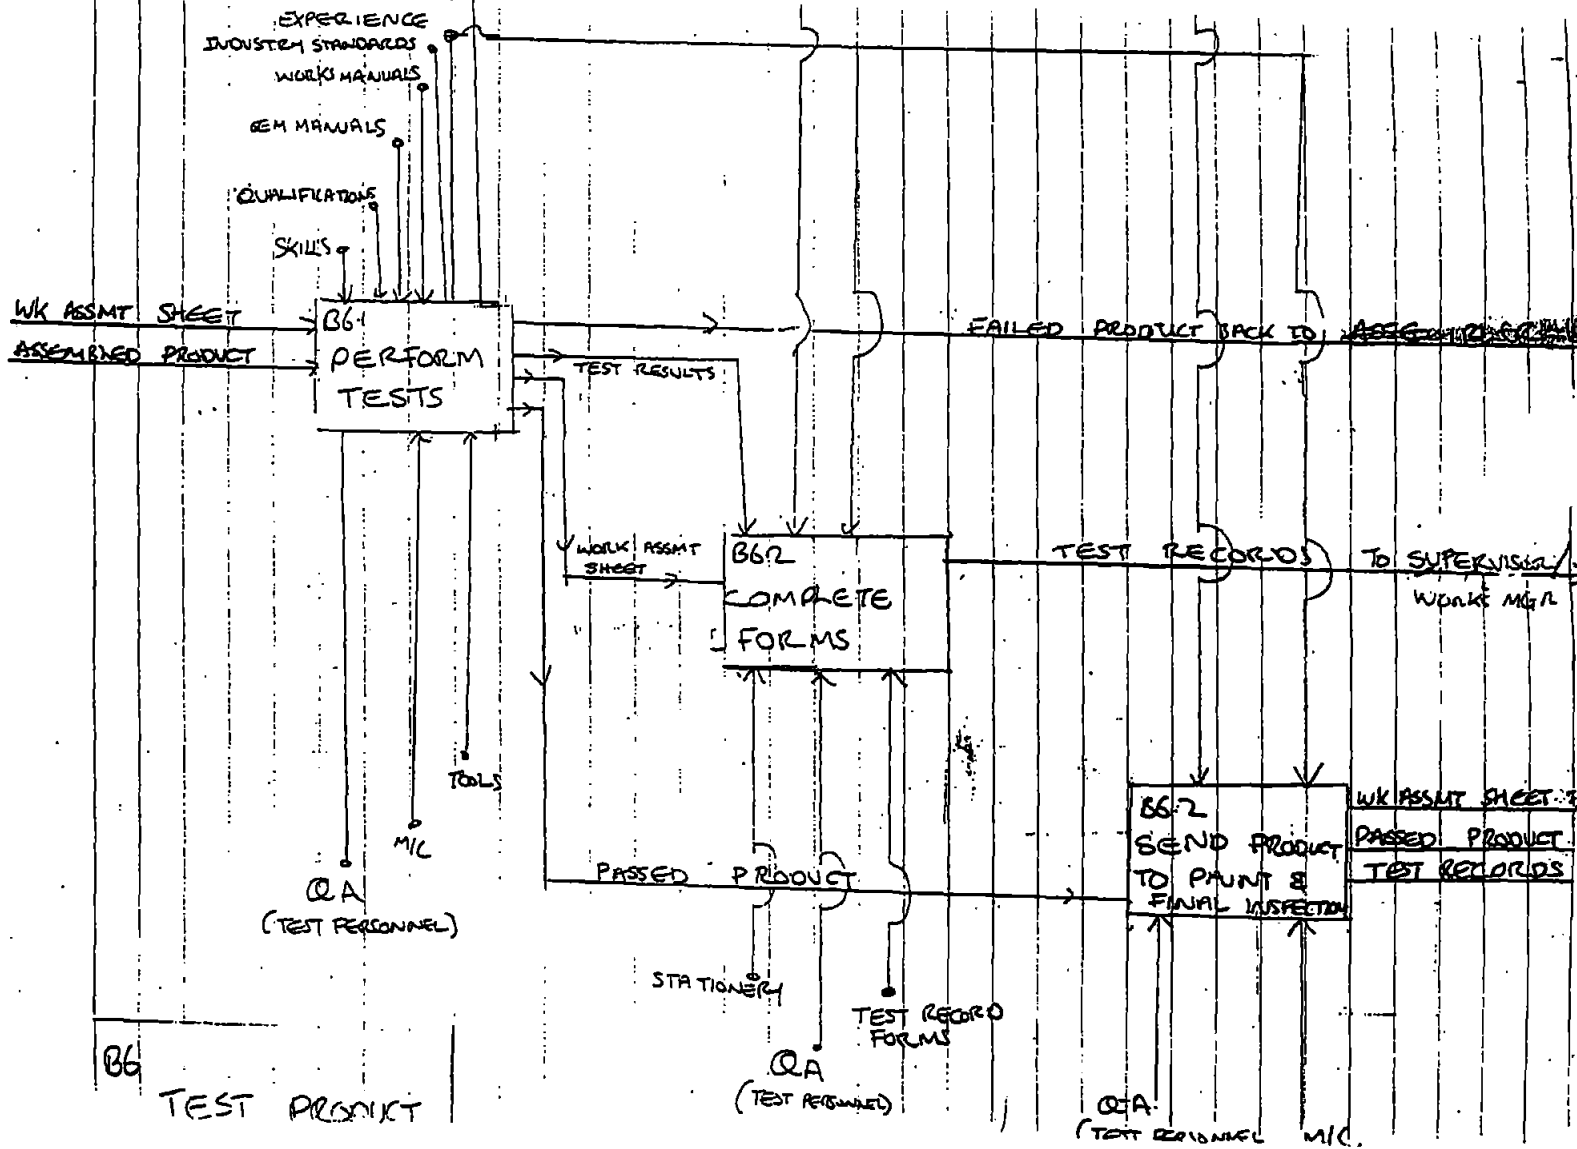 EXPERIENCE
INDUSTRY STANDARDS
WORKS MANUALS
OEM MANUALS
QUALIFICATIONS
SKILLS
WK ASSMT SHEET
ASSEMBLED PRODUCT
B6.1
PERFORM
TESTS
FAILED PRODUCT BACK TO
TEST RESULTS
WORK ASSMT
SHEET
B6.2
COMPLETE
FORMS
TEST RECORDS TO SUPERVISOR/
WORKS MGR
TOOLS
M/C
QA
(TEST PERSONNEL)
PASSED PRODUCT
B6.2
SEND PRODUCT
TO PAINT &
FINAL INSPECTION
WK ASSMT SHEET
PASSED PRODUCT
TEST RECORDS
STATIONERY
TEST RECORD
FORMS
QA
(TEST PERSONNEL)
QA
(TEST PERSONNEL
M/C.
B6
TEST PRODUCT